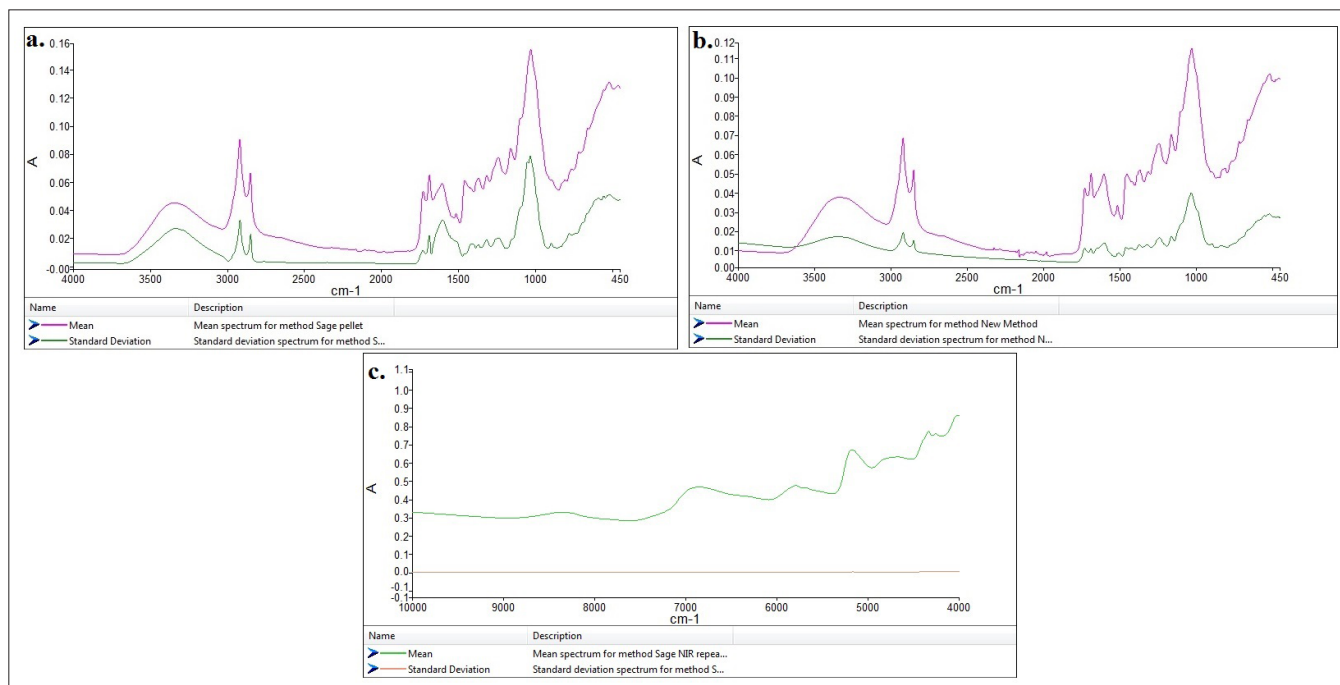 a.
0.16
0.14
0.12
0.10
0.08
0.06
0.04
0.02
-0.00
A
4000 3500 3000 2500 2000 1500 1000 450
cm-1
Name Description
Mean Mean spectrum for method Sage pellet
Standard Deviation Standard deviation spectrum for method S...
b.
0.12
0.11
0.10
0.09
0.08
0.07
0.06
0.05
0.04
0.03
0.02
0.01
0.00
A
4000 3500 3000 2500 2000 1500 1000 450
cm-1
Name Description
Mean Mean spectrum for method New Method
Standard Deviation Standard deviation spectrum for method N...
c.
1.1
1.0
0.9
0.8
0.7
0.6
0.5
0.4
0.3
0.2
0.1
0.0
-0.1
-0.1
A
10000 9000 8000 7000 6000 5000 4000
cm-1
Name Description
Mean Mean spectrum for method Sage NIR repea...
Standard Deviation Standard deviation spectrum for method S...